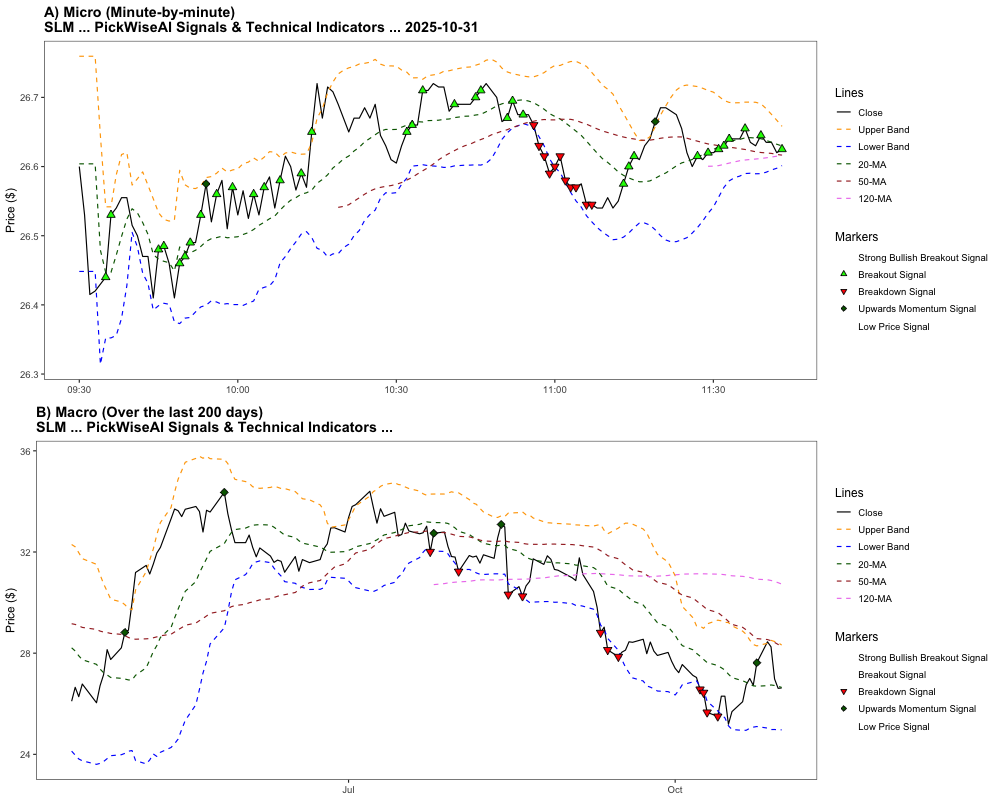 A) Micro (Minute-by-minute)
SLM ... PickWiseAI Signals & Technical Indicators ... 2025-10-31
Price ($)
26.7
26.6
26.5
26.4
26.3
09:30
10:00
10:30
11:00
11:30
Lines
Close
Upper Band
Lower Band
20-MA
50-MA
120-MA
Markers
Strong Bullish Breakout Signal
Breakout Signal
Breakdown Signal
Upwards Momentum Signal
Low Price Signal
B) Macro (Over the last 200 days)
SLM ... PickWiseAI Signals & Technical Indicators ...
Price ($)
36
32
28
24
Jul
Oct
Lines
Close
Upper Band
Lower Band
20-MA
50-MA
120-MA
Markers
Strong Bullish Breakout Signal
Breakout Signal
Breakdown Signal
Upwards Momentum Signal
Low Price Signal